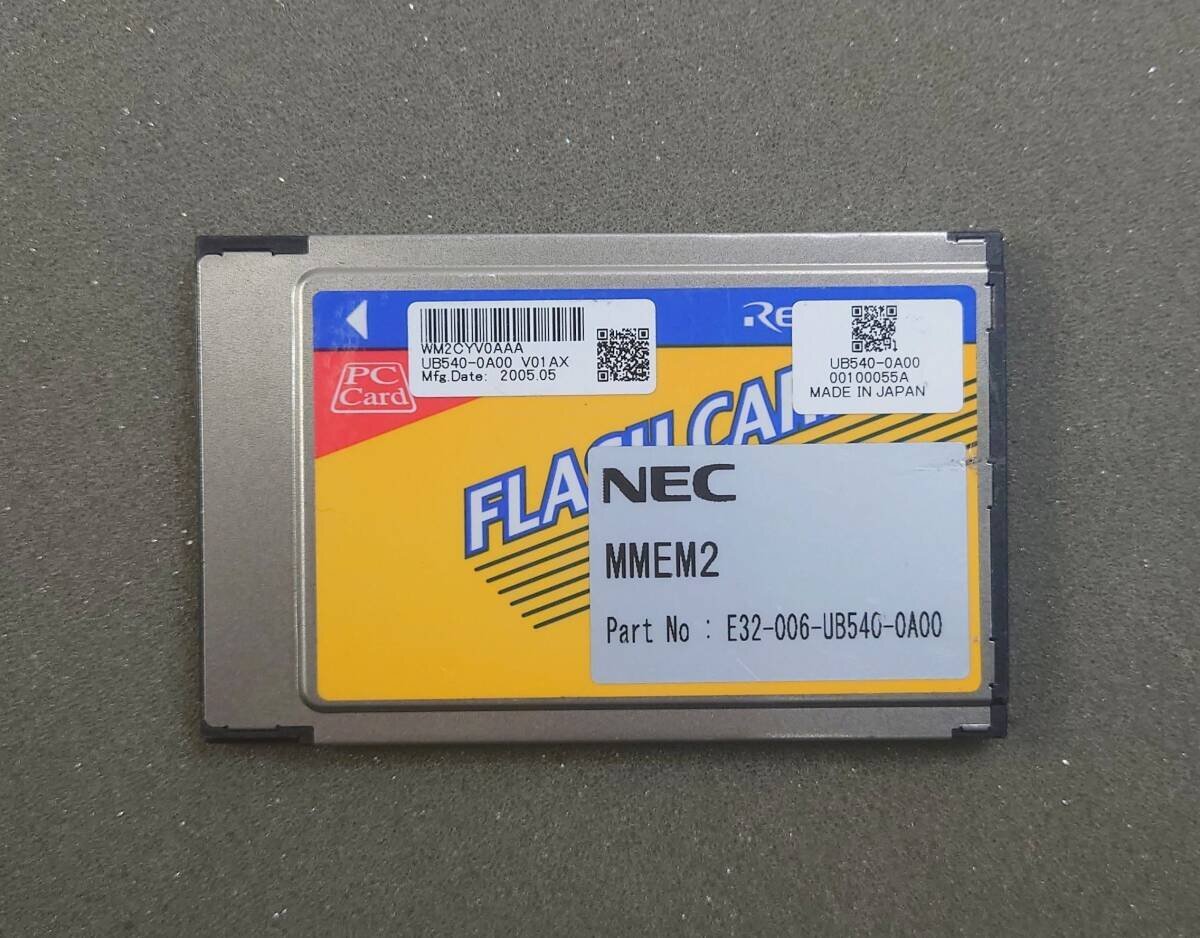 WM2CYV0AAA
UB540-0A00 V01AX
Mfg.Date: 2005.05
UB540-0A00
00100055A
MADE IN JAPAN
PC
Card
NEC
MMEM2
Part No : E32-006-UB540-0A00